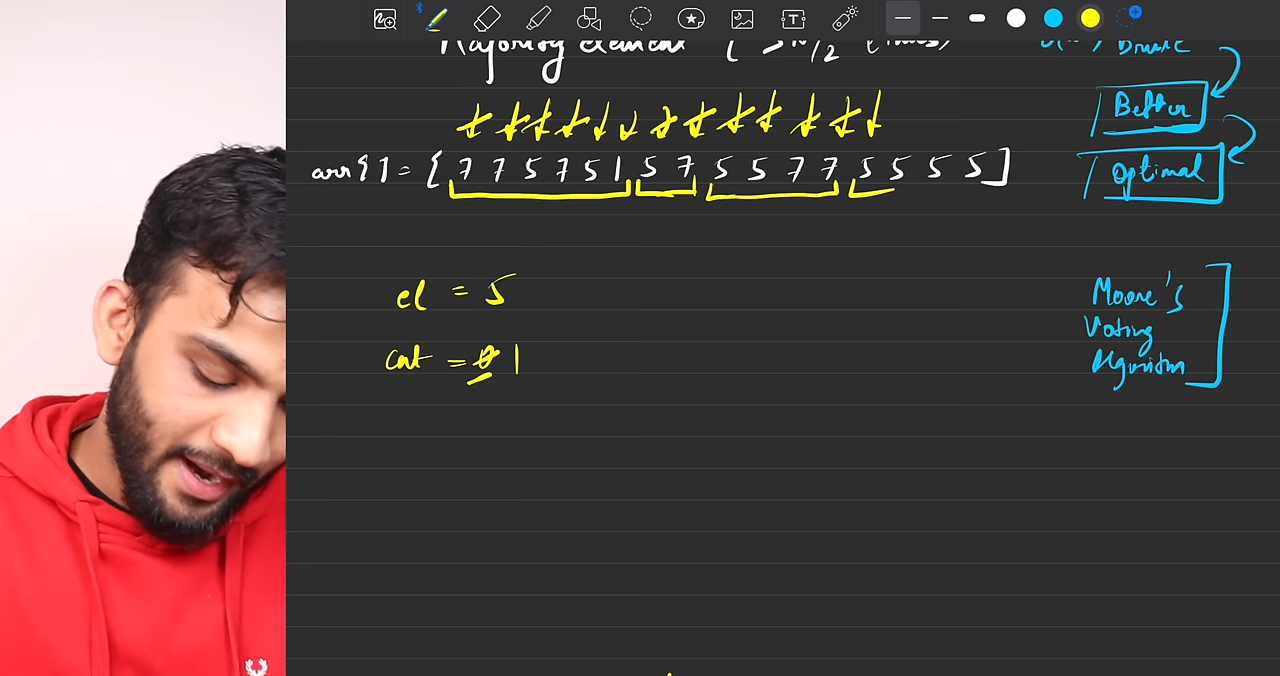 Majority element ( > N/2 times)
Brute
Better
arr[] = [7 7 5 7 5 1 5 7 5 5 7 7 5 5 5 5]
Optimal
el = 5
Moore's
Voting
Algorithm
cnt = 0 1